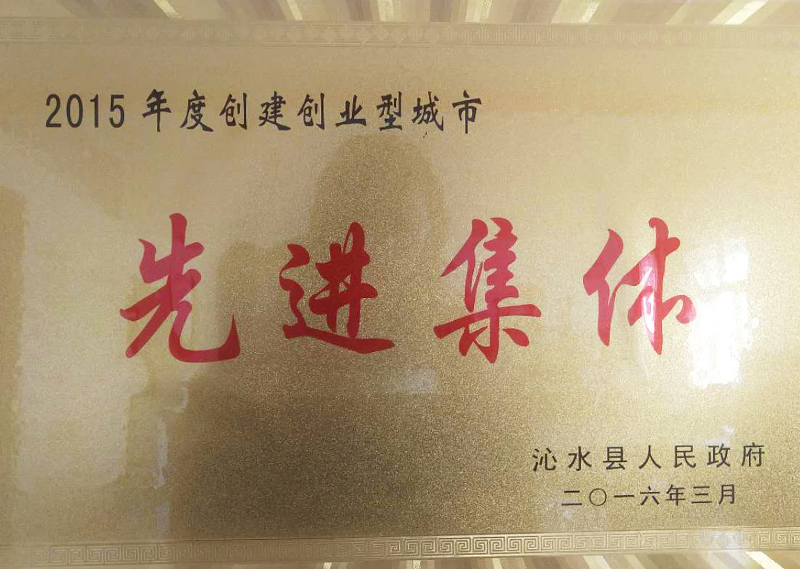 2015年度创建创业型城市
先进集体
沁水县人民政府
二〇一六年三月